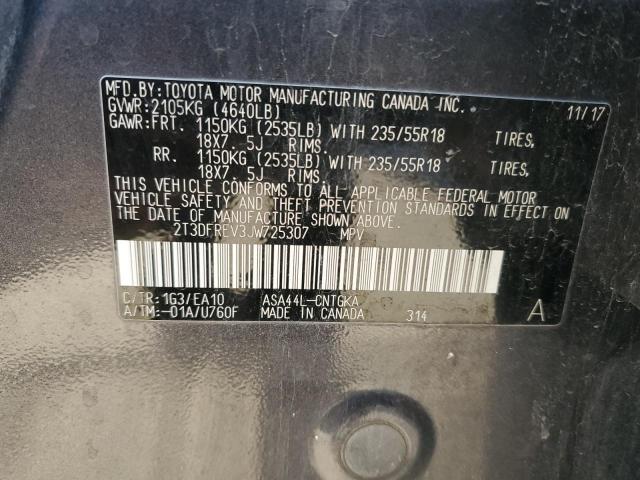 MFD.BY:TOYOTA MOTOR MANUFACTURING CANADA INC. 11/17
GVWR:2105KG (4640LB)
GAWR:FRT. 1150KG (2535LB) WITH 235/55R18 TIRES,
18X7.5J RIMS.
RR. 1150KG (2535LB) WITH 235/55R18 TIRES,
18X7.5J RIMS.
THIS VEHICLE CONFORMS TO ALL APPLICABLE FEDERAL MOTOR
VEHICLE SAFETY AND THEFT PREVENTION STANDARDS IN EFFECT ON
THE DATE OF MANUFACTURE SHOWN ABOVE.
2T3DFREV3JW725307 MPV
C/TR:1G3/EA10 ASA44L-CNTGKA
A/TM:-01A/U760F MADE IN CANADA 314 A